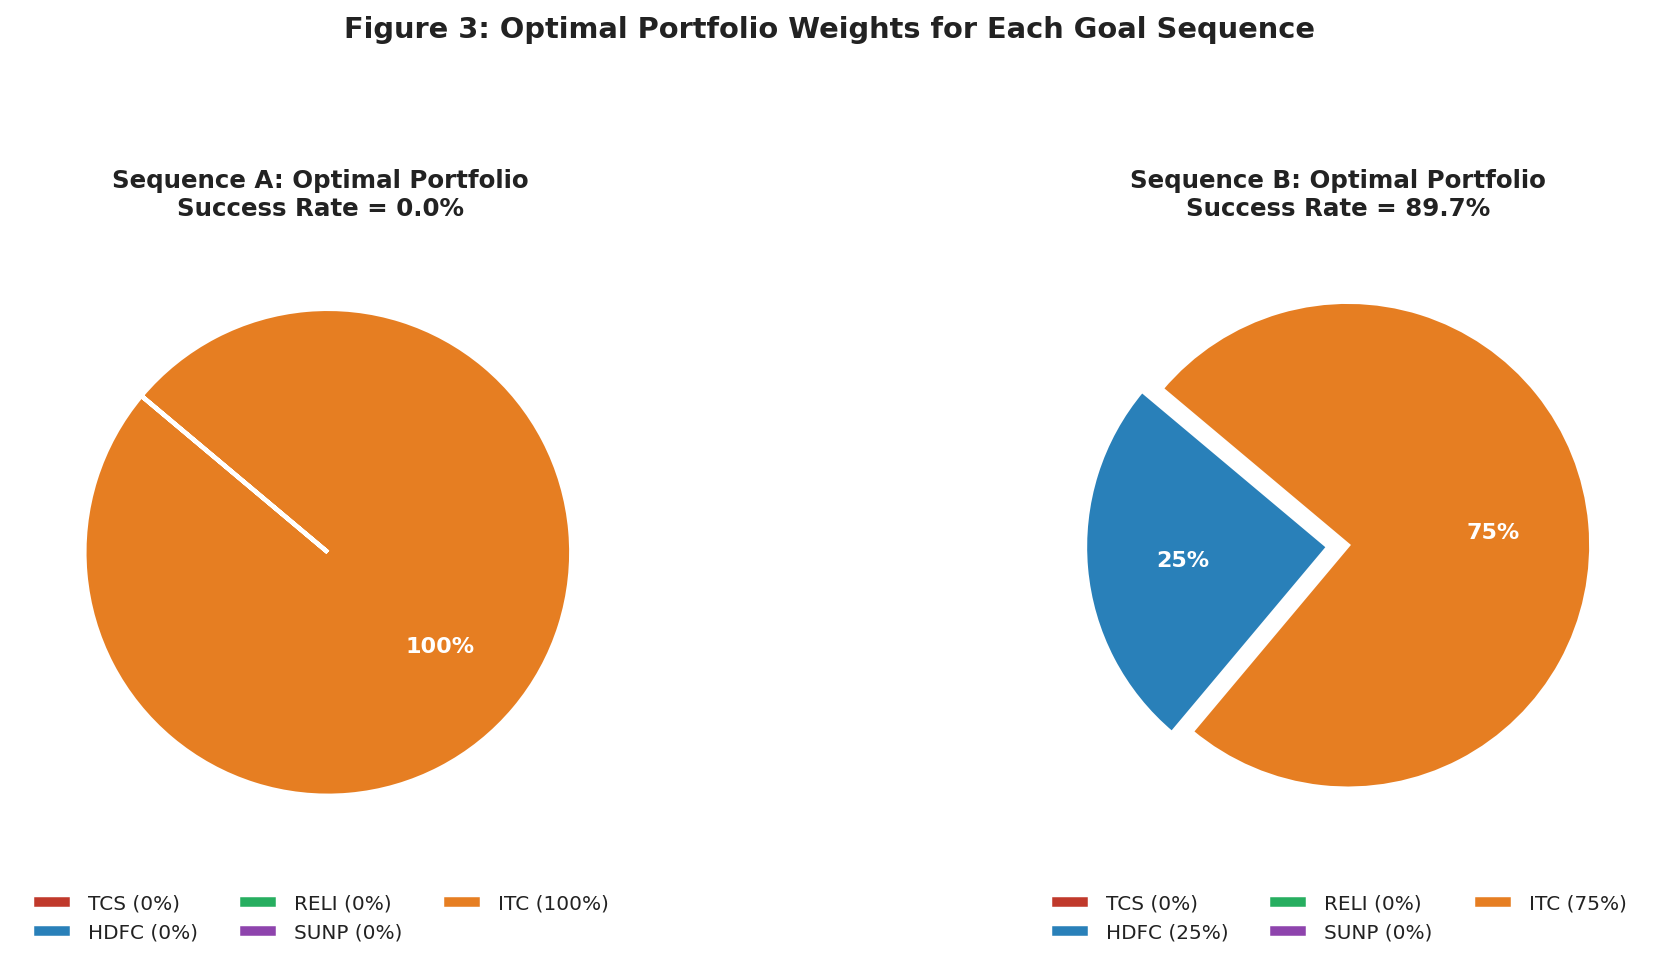 Figure 3: Optimal Portfolio Weights for Each Goal Sequence
Sequence A: Optimal Portfolio
Success Rate = 0.0%
100%
TCS (0%)
HDFC (0%)
RELI (0%)
SUNP (0%)
ITC (100%)
Sequence B: Optimal Portfolio
Success Rate = 89.7%
25%
75%
TCS (0%)
HDFC (25%)
RELI (0%)
SUNP (0%)
ITC (75%)